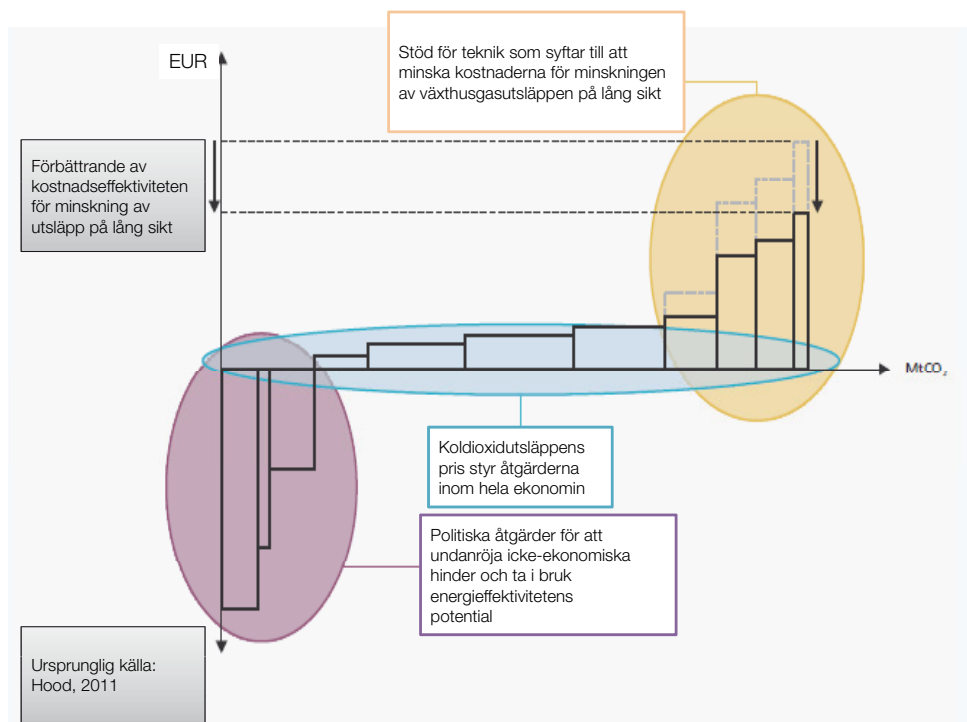 EUR
Stöd för teknik som syftar till att
minska kostnaderna för minskningen
av växthusgasutsläppen på lång sikt
Förbättrande av
kostnadseffektiviteten
för minskning av
utsläpp på lång sikt
MtCO₂
Koldioxidutsläppens
pris styr åtgärderna
inom hela ekonomin
Politiska åtgärder för att
undanröja icke-ekonomiska
hinder och ta i bruk
energieffektivitetens
potential
Ursprunglig källa:
Hood, 2011